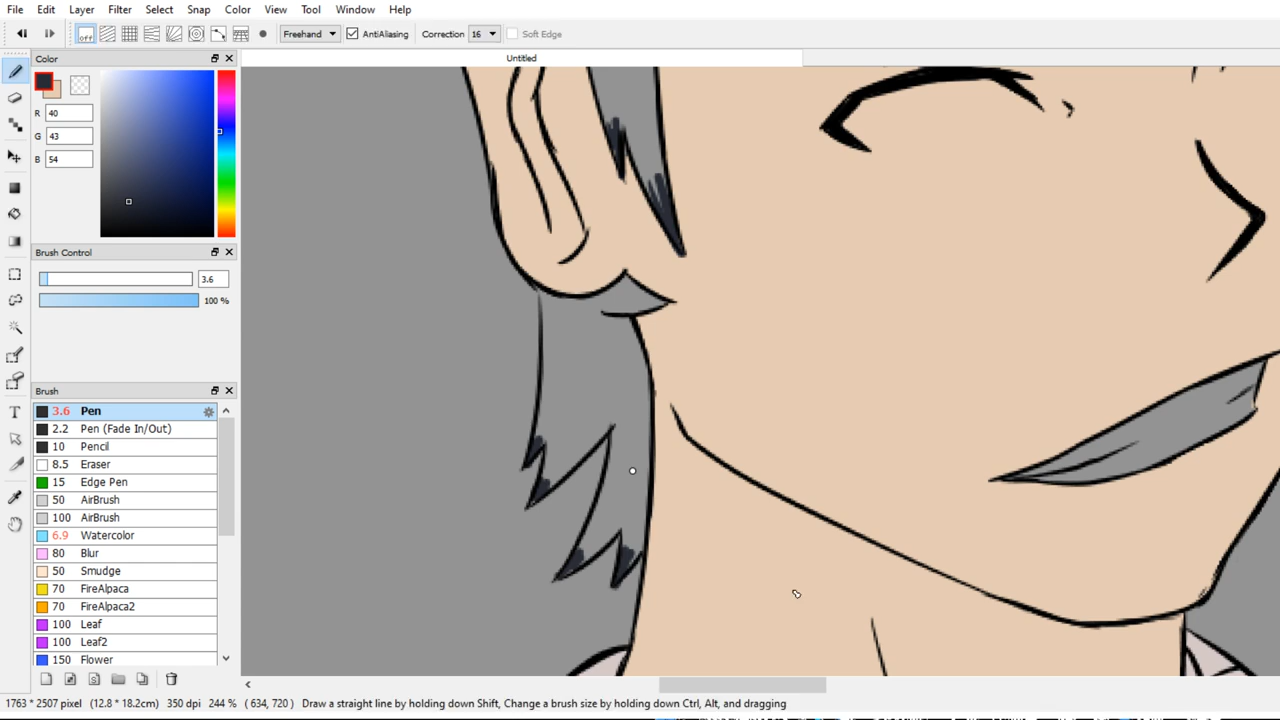 File Edit Layer Filter Select Snap Color View Tool Window Help
off Freehand AntiAliasing Correction 16 Soft Edge
Color
Untitled
R 40
G 43
B 54
Brush Control
3.6
100 %
Brush
3.6 Pen
2.2 Pen (Fade In/Out)
10 Pencil
8.5 Eraser
15 Edge Pen
50 AirBrush
100 AirBrush
6.9 Watercolor
80 Blur
50 Smudge
70 FireAlpaca
70 FireAlpaca2
100 Leaf
100 Leaf2
150 Flower
1763 * 2507 pixel (12.8 * 18.2cm) 350 dpi 244 % ( 634, 720 ) Draw a straight line by holding down Shift, Change a brush size by holding down Ctrl, Alt, and dragging